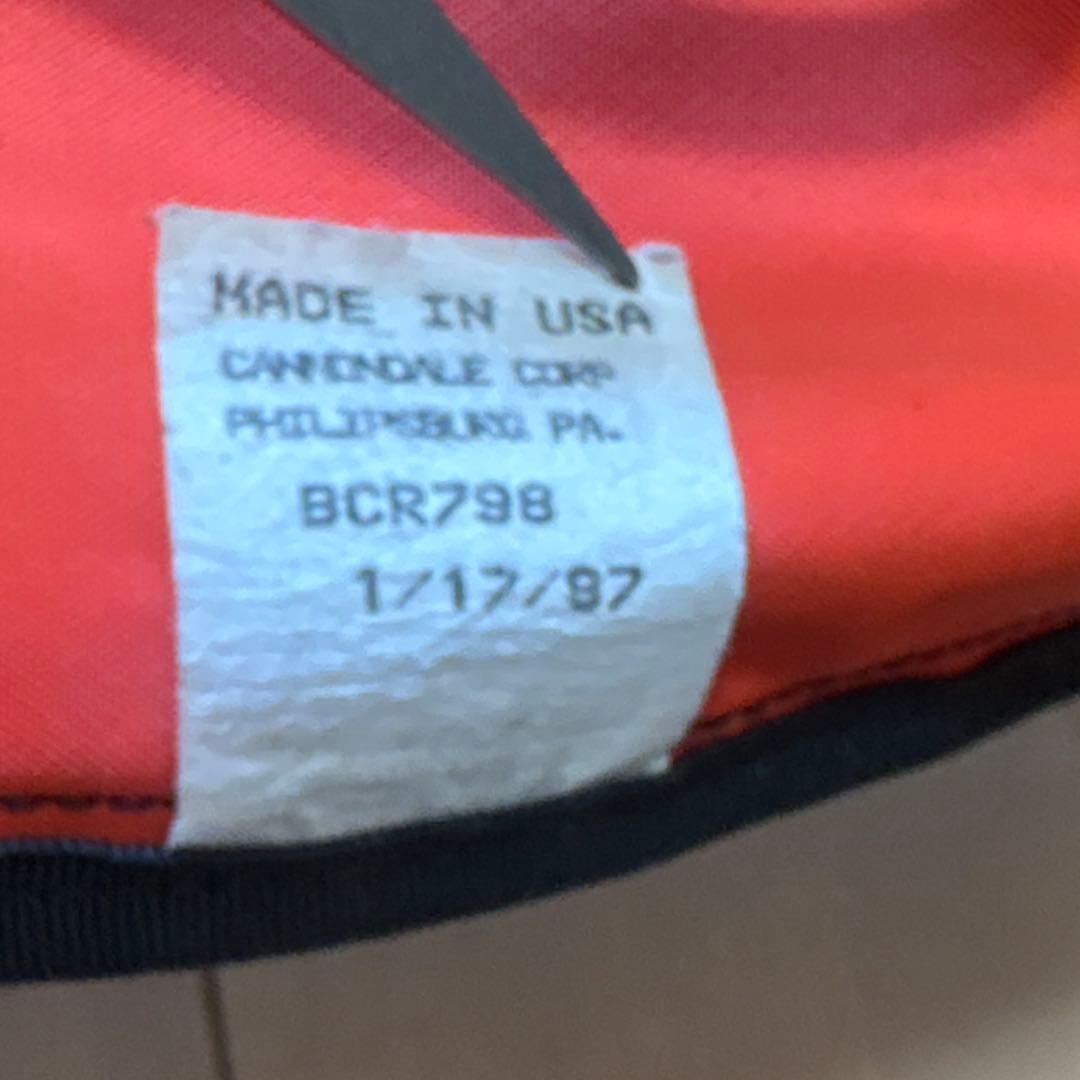 MADE IN USA
CANNONDALE CORP
PHILIPSBURG PA.
BCR798
1/17/97